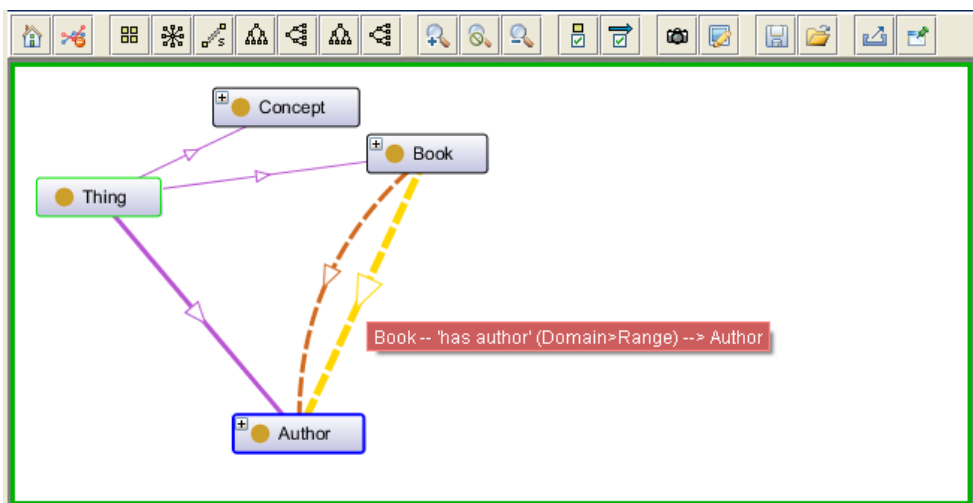 Concept
Book
Thing
Book -- 'has author' (Domain>Range) --> Author
Author